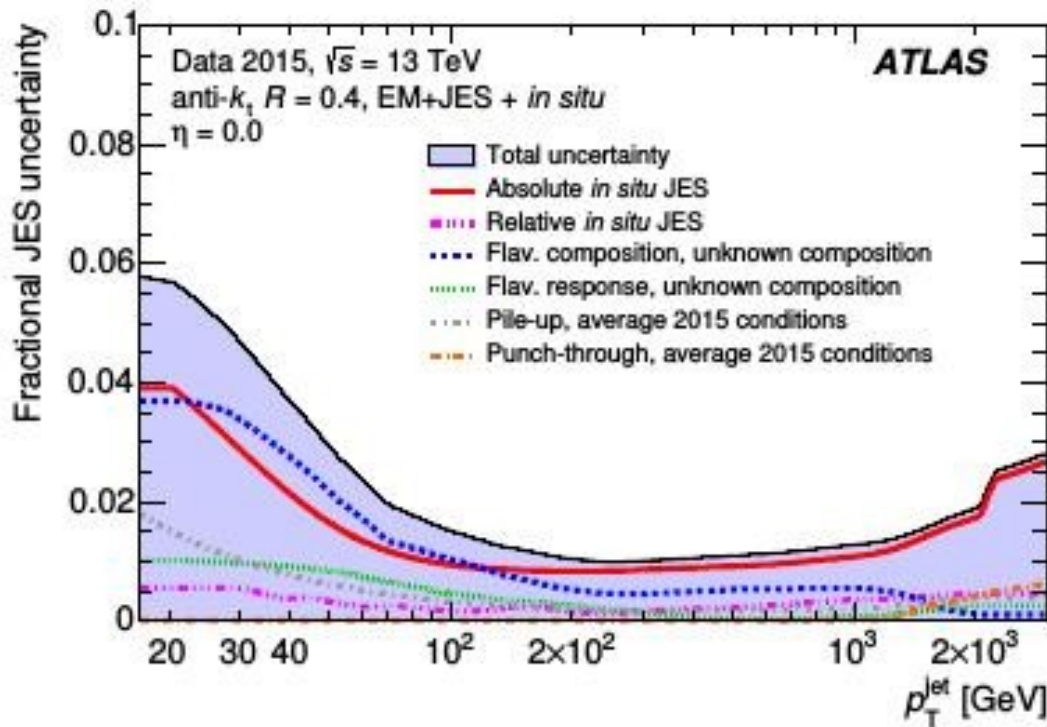 Fractional JES uncertainty
0.1
0.08
0.06
0.04
0.02
0
Data 2015, √s = 13 TeV
anti-kₜ R = 0.4, EM+JES + in situ
η = 0.0
ATLAS
Total uncertainty
Absolute in situ JES
Relative in situ JES
Flav. composition, unknown composition
Flav. response, unknown composition
Pile-up, average 2015 conditions
Punch-through, average 2015 conditions
20 30 40 10² 2×10² 10³ 2×10³
p_T^jet [GeV]